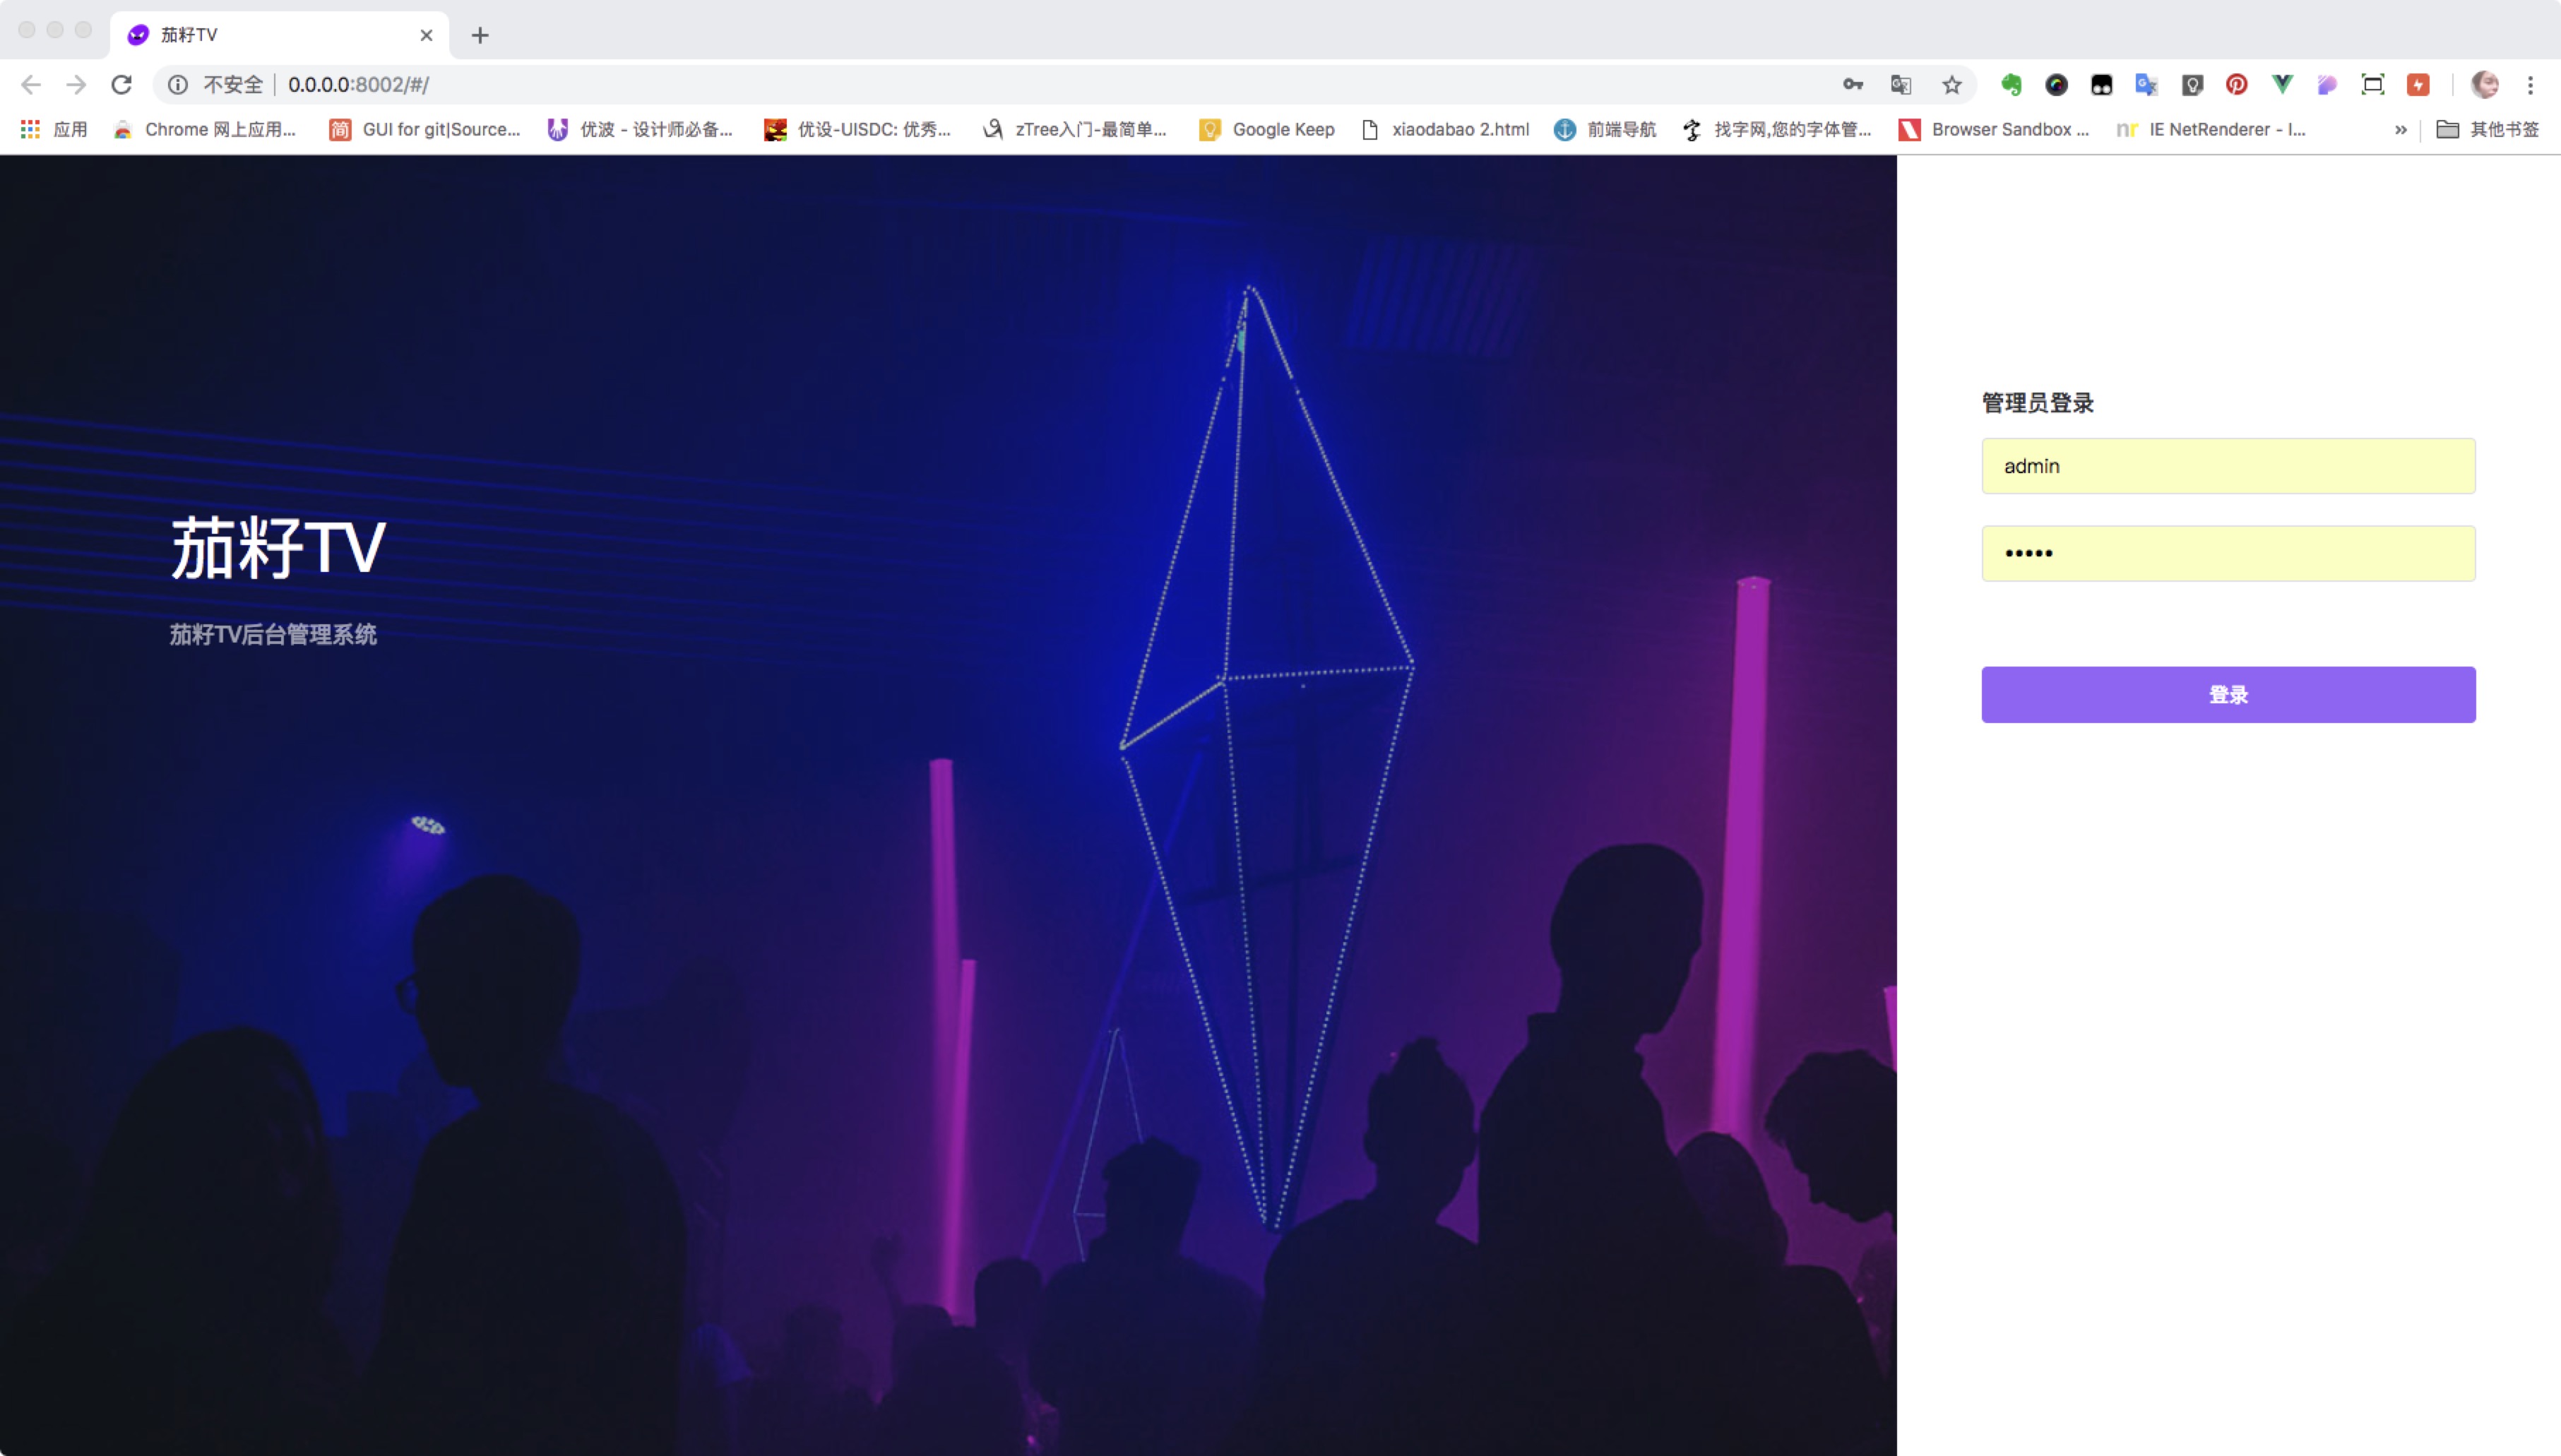 茄籽TV
不安全 0.0.0.0:8002/#/
应用 Chrome 网上应用... 简 GUI for git|Source... 优波 - 设计师必备... 优设-UISDC: 优秀... zTree入门-最简单... Google Keep xiaodabao 2.html 前端导航 找字网,您的字体管... Browser Sandbox ... nr IE NetRenderer - I... » 其他书签
管理员登录
admin
茄籽TV
茄籽TV后台管理系统
登录